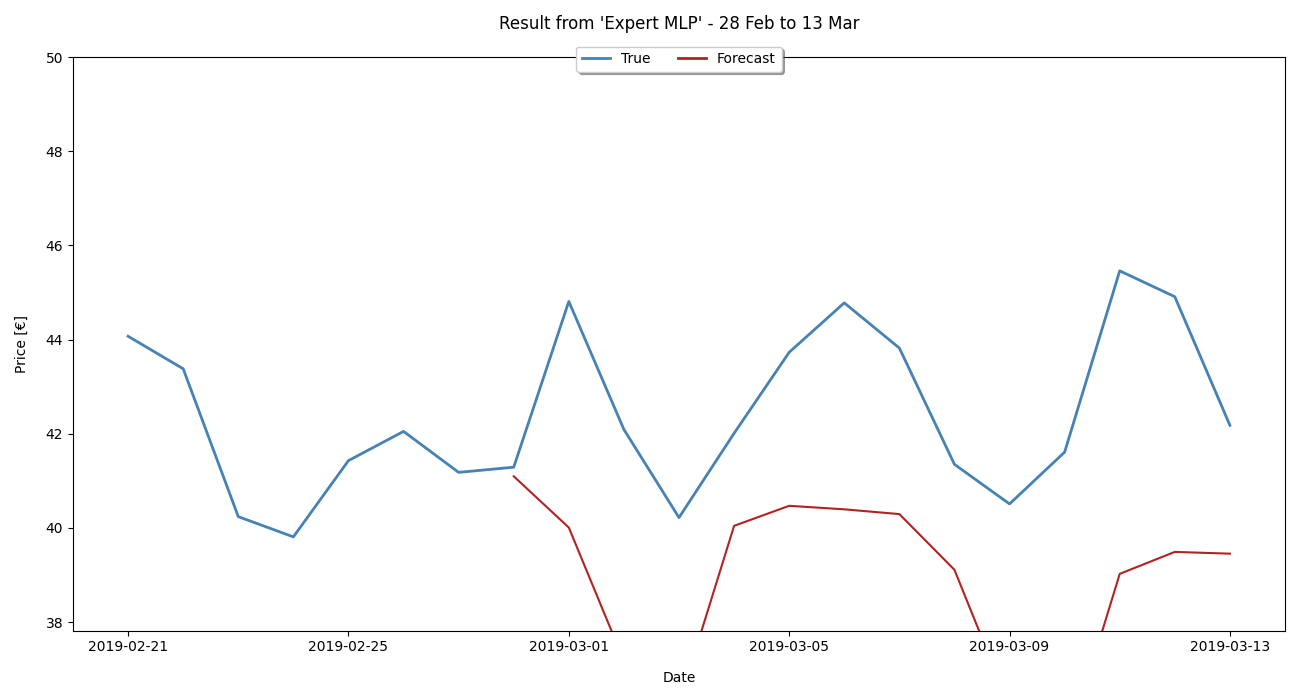 Result from 'Expert MLP' - 28 Feb to 13 Mar
True Forecast
50
48
46
44
42
40
38
Price [€]
2019-02-21 2019-02-25 2019-03-01 2019-03-05 2019-03-09 2019-03-13
Date